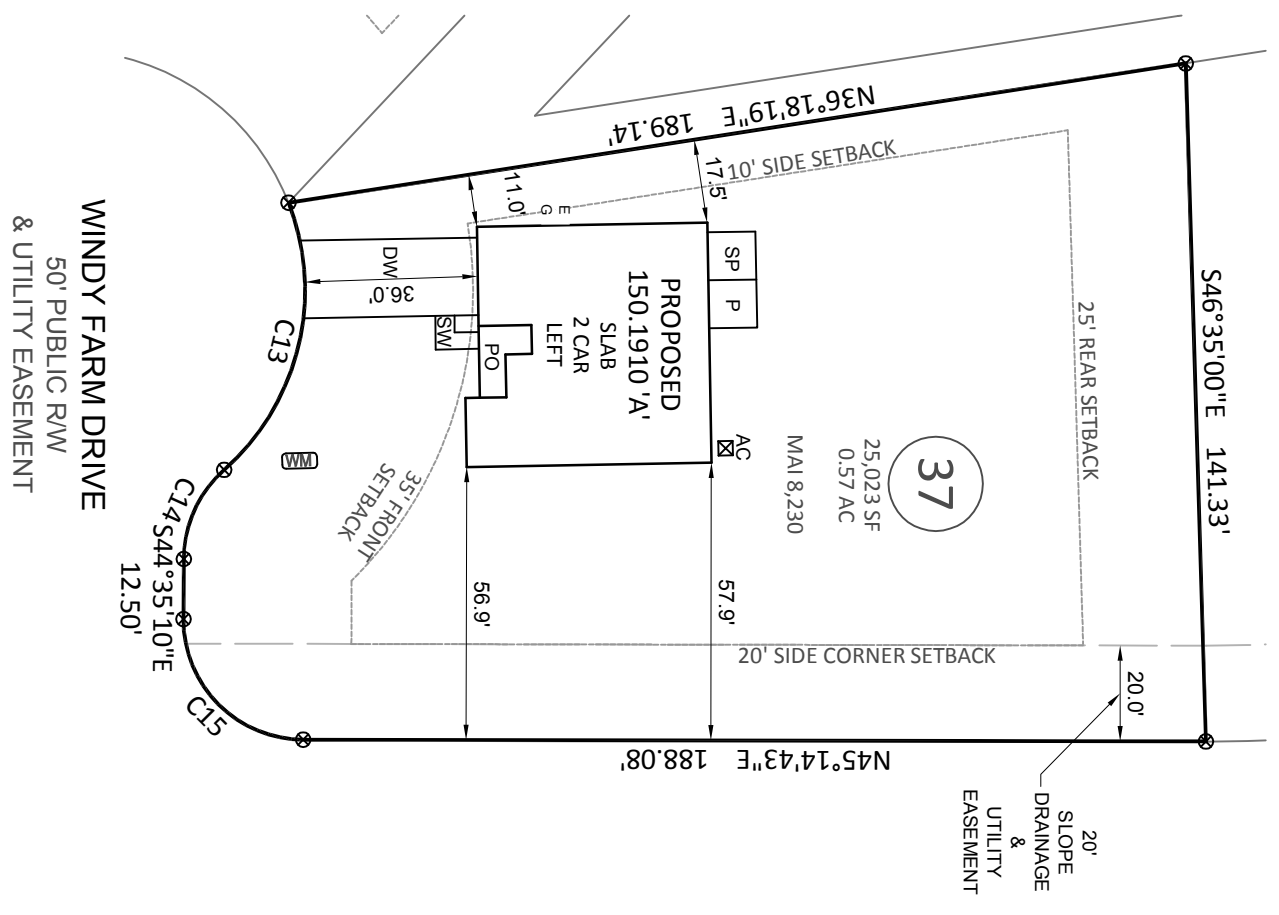 N36°18'19"E 189.14'
10' SIDE SETBACK
17.5'
11.0'
G E
SP
P
DW
36.0'
SW
PO
PROPOSED
150.1910 'A'
SLAB
2 CAR
LEFT
AC
37
25,023 SF
0.57 AC
MAI 8,230
25' REAR SETBACK
S46°35'00"E 141.33'
C13
WM
35' FRONT
SETBACK
56.9'
57.9'
C14
S44°35'10"E
12.50'
C15
20' SIDE CORNER SETBACK
20.0'
N45°14'43"E 188.08'
20'
SLOPE
DRAINAGE
&
UTILITY
EASEMENT
WINDY FARM DRIVE
50' PUBLIC R/W
& UTILITY EASEMENT